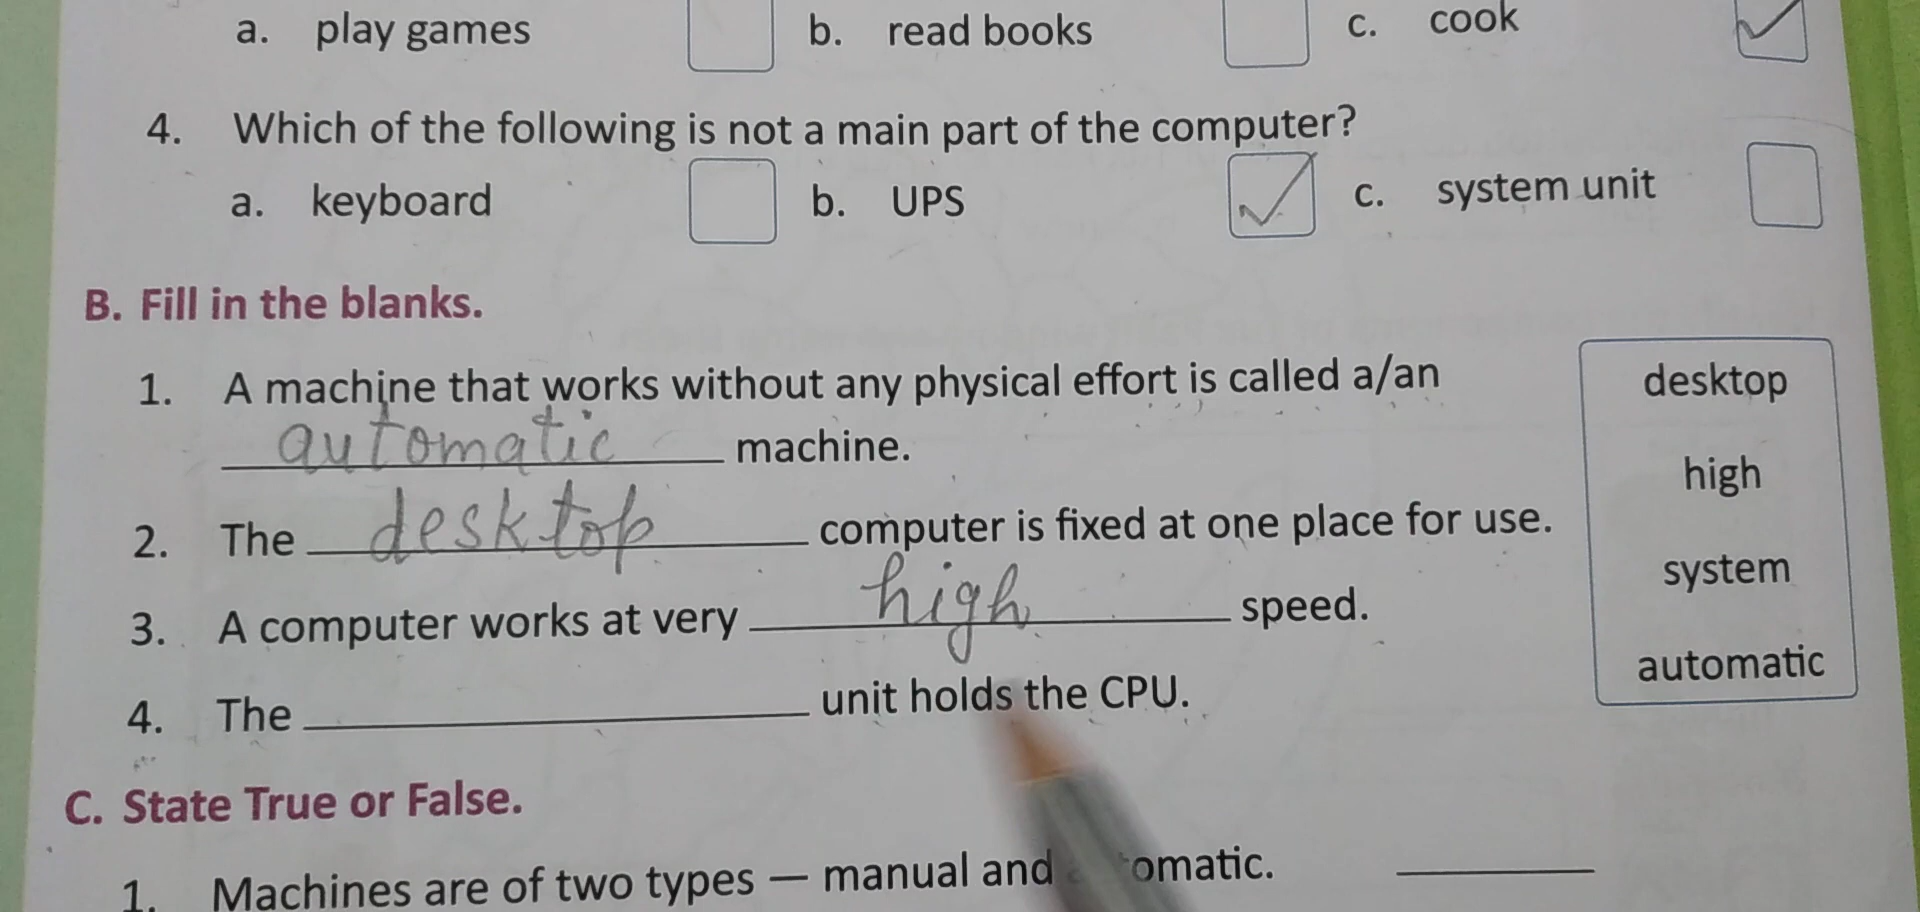 a. play games b. read books c. cook
4. Which of the following is not a main part of the computer?
a. keyboard b. UPS c. system unit
B. Fill in the blanks.
1. A machine that works without any physical effort is called a/an
automatic machine.
2. The desktop computer is fixed at one place for use.
3. A computer works at very high speed.
4. The unit holds the CPU.
desktop
high
system
automatic
C. State True or False.
1. Machines are of two types — manual and omatic.